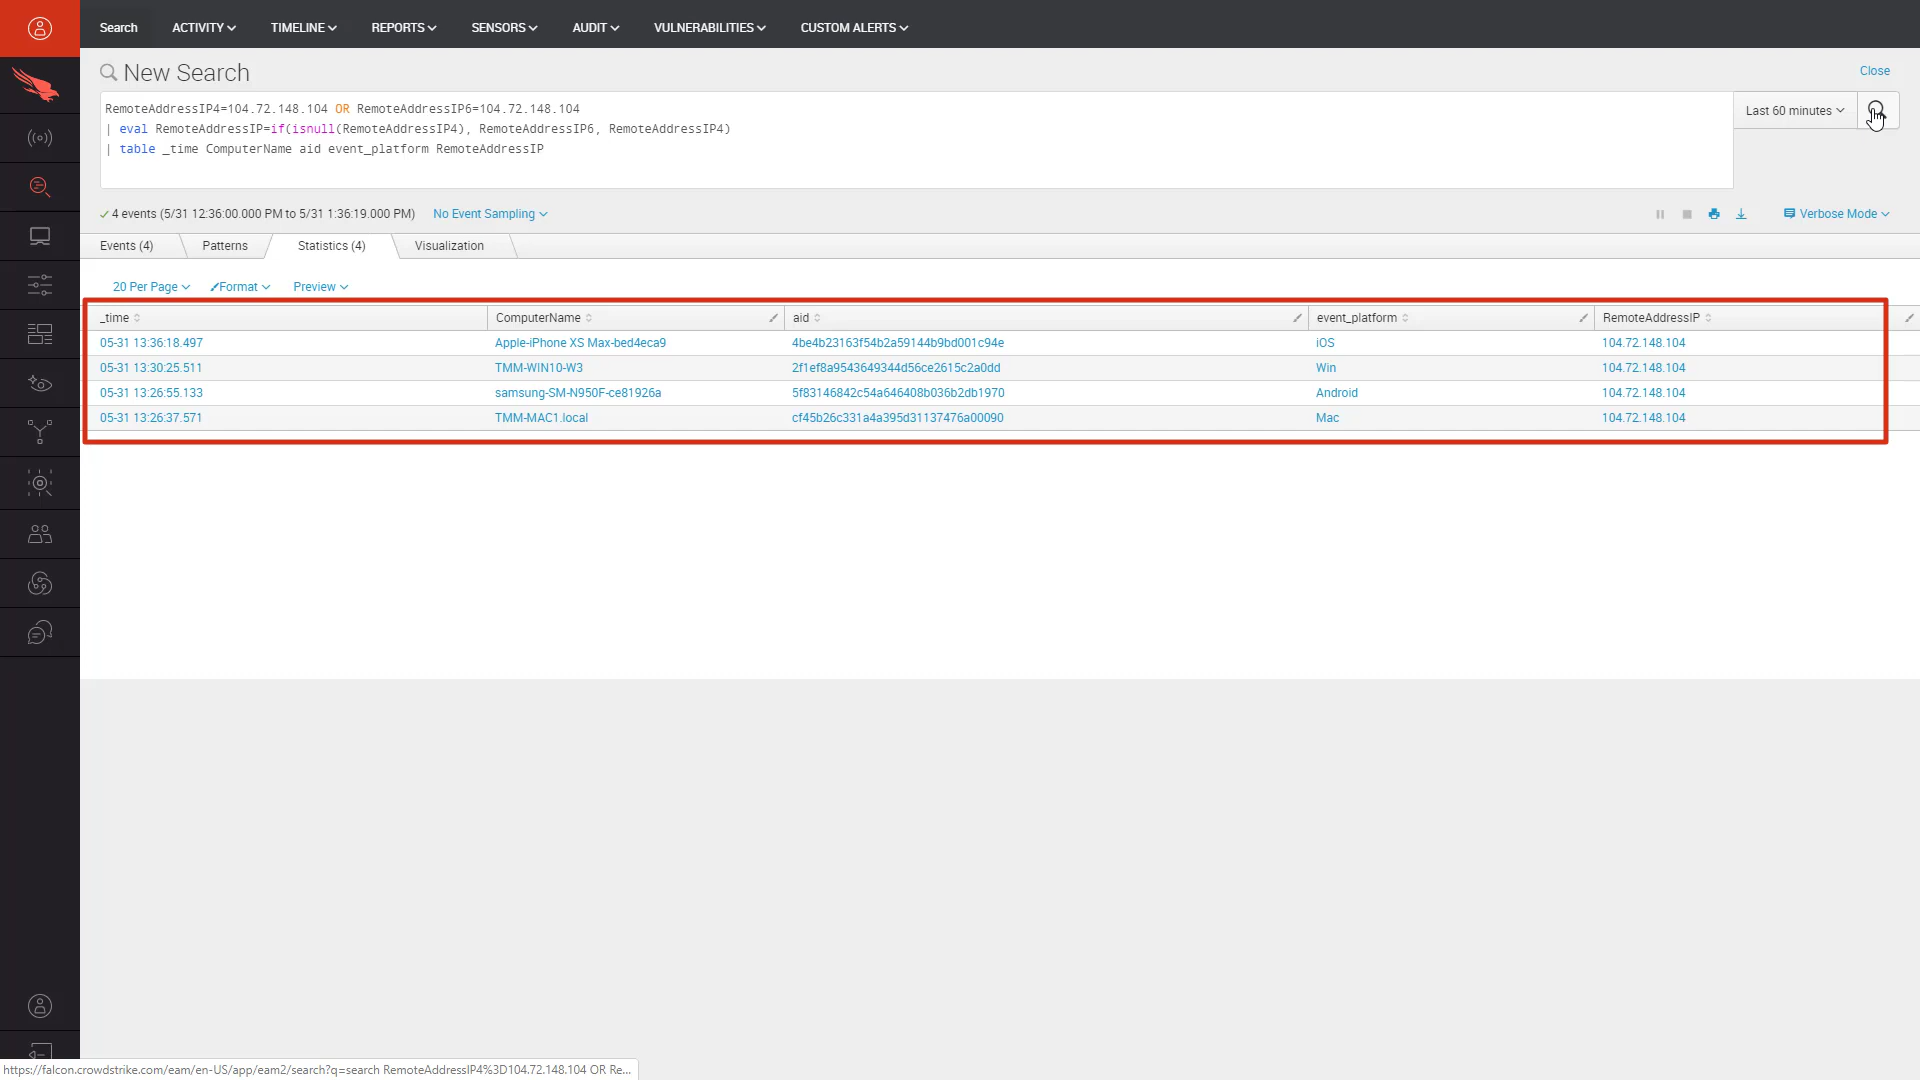 Search ACTIVITY TIMELINE REPORTS SENSORS AUDIT VULNERABILITIES CUSTOM ALERTS
New Search
Close
RemoteAddressIP4=104.72.148.104 OR RemoteAddressIP6=104.72.148.104
| eval RemoteAddressIP=if(isnull(RemoteAddressIP4), RemoteAddressIP6, RemoteAddressIP4)
| table _time ComputerName aid event_platform RemoteAddressIP
Last 60 minutes
4 events (5/31 12:36:00.000 PM to 5/31 1:36:19.000 PM) No Event Sampling
Verbose Mode
Events (4) Patterns Statistics (4) Visualization
20 Per Page Format Preview
_time ComputerName aid event_platform RemoteAddressIP
05-31 13:36:18.497 Apple-iPhone XS Max-bed4eca9 4be4b23163f54b2a59144b9bd001c94e iOS 104.72.148.104
05-31 13:30:25.511 TMM-WIN10-W3 2f1ef8a9543649344d56ce2615c2a0dd Win 104.72.148.104
05-31 13:26:55.133 samsung-SM-N950F-ce81926a 5f83146842c54a646408b036b2db1970 Android 104.72.148.104
05-31 13:26:37.571 TMM-MAC1.local cf45b26c331a4a395d31137476a00090 Mac 104.72.148.104
https://falcon.crowdstrike.com/eam/en-US/app/eam2/search?q=search RemoteAddressIP4%3D104.72.148.104 OR Re...